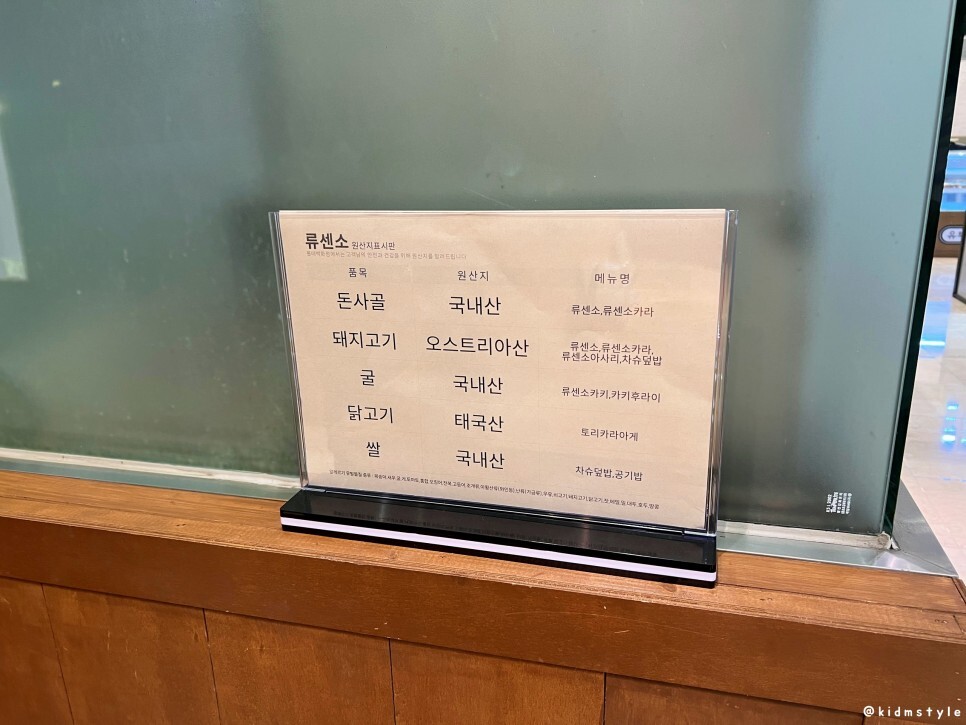 류센소 원산지표시판
품목 원산지 메뉴명
돈사골 국내산 류센소,류센소카라
돼지고기 오스트리아산 류센소,류센소카라,
류센소아사리,차슈덮밥
굴 국내산 류센소카키,카키후라이
닭고기 태국산 토리카라아게
쌀 국내산 차슈덮밥,공기밥
@kidmstyle